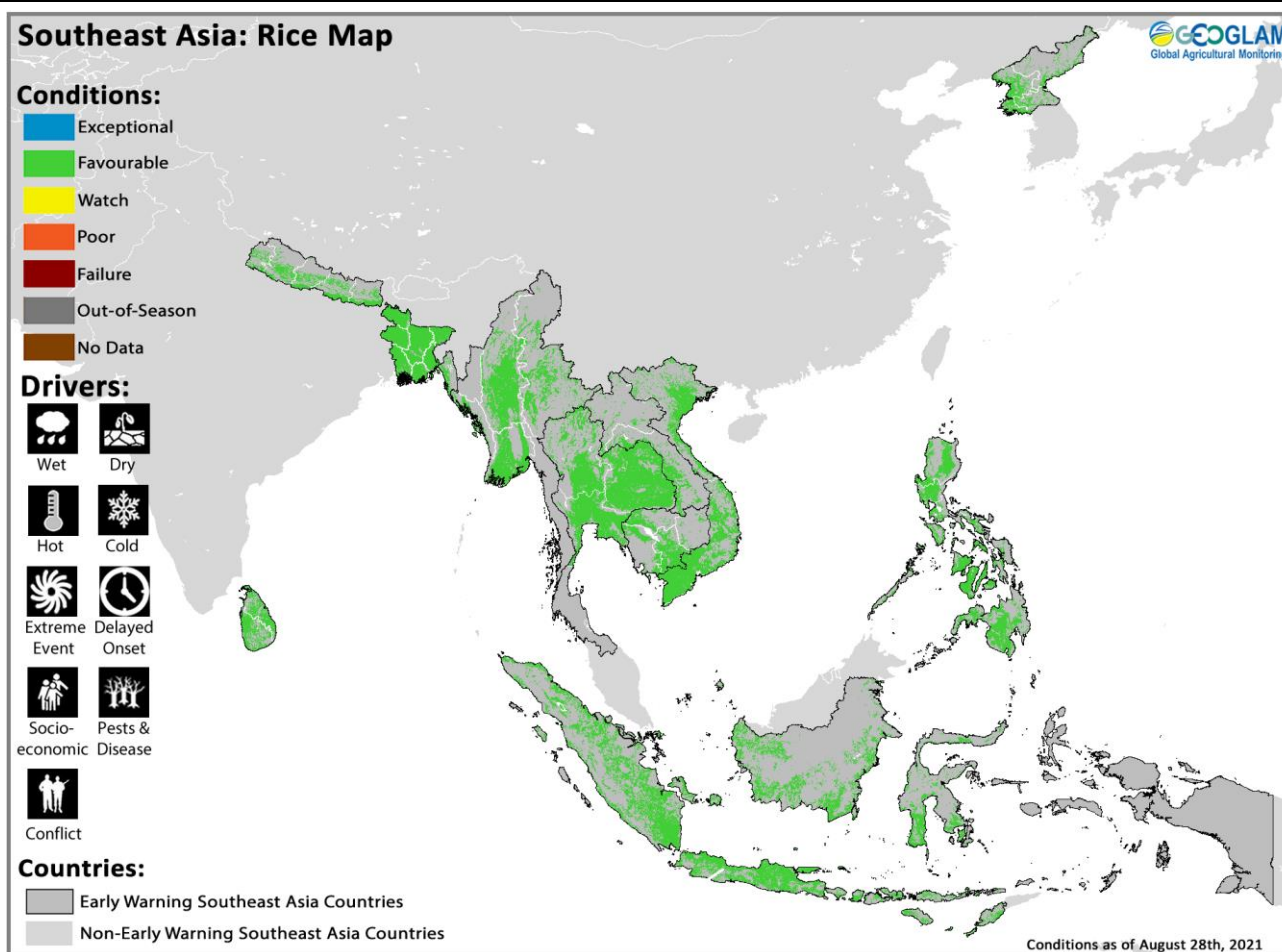 Southeast Asia: Rice Map
GEOGLAM
Global Agricultural Monitoring
Conditions:
Exceptional
Favourable
Watch
Poor
Failure
Out-of-Season
No Data
Drivers:
Wet
Dry
Hot
Cold
Extreme
Event
Delayed
Onset
Socio-
economic
Pests &
Disease
Conflict
Countries:
Early Warning Southeast Asia Countries
Non-Early Warning Southeast Asia Countries
Conditions as of August 28th, 2021